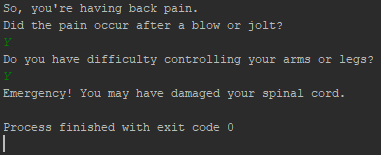 So, you're having back pain.
Did the pain occur after a blow or jolt?
Y
Do you have difficulty controlling your arms or legs?
Y
Emergency! You may have damaged your spinal cord.
Process finished with exit code 0